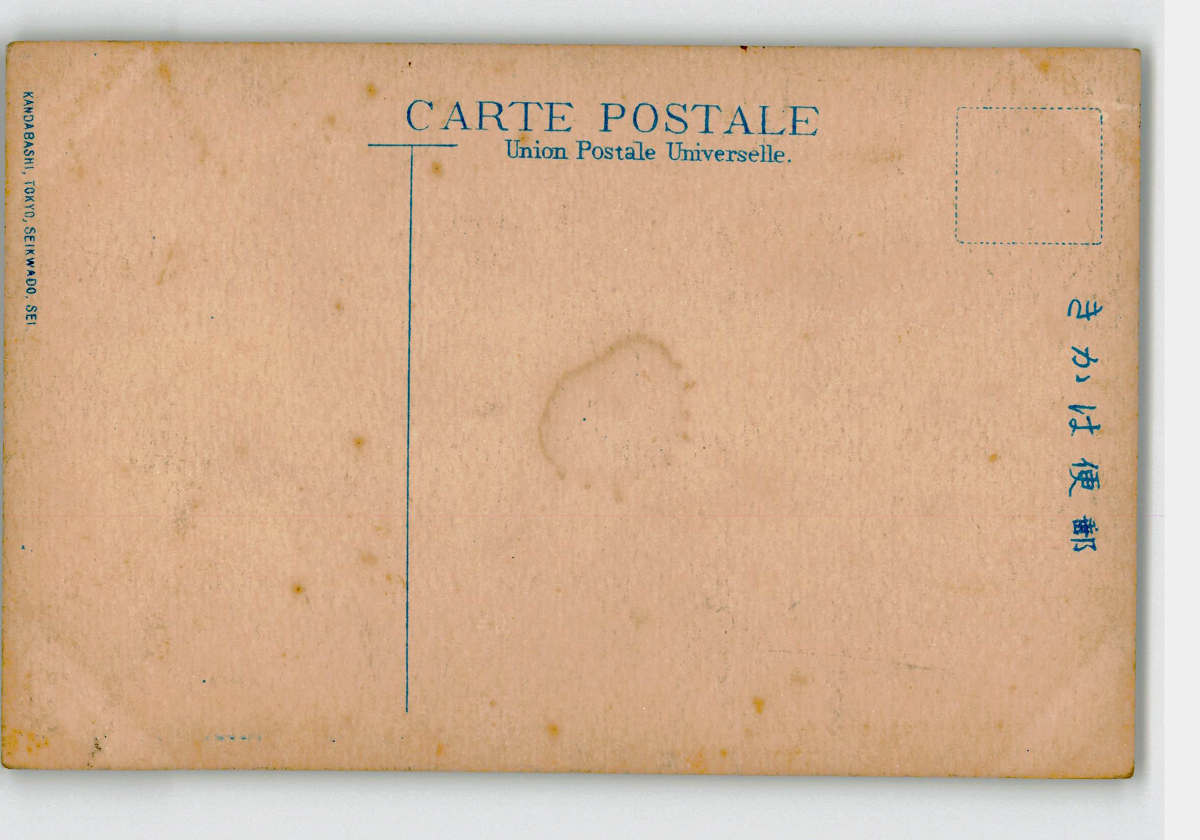 CARTE POSTALE
Union Postale Universelle.
KANDABASHI, TOKYO, SEIKWADO, SEI
きかは便郵